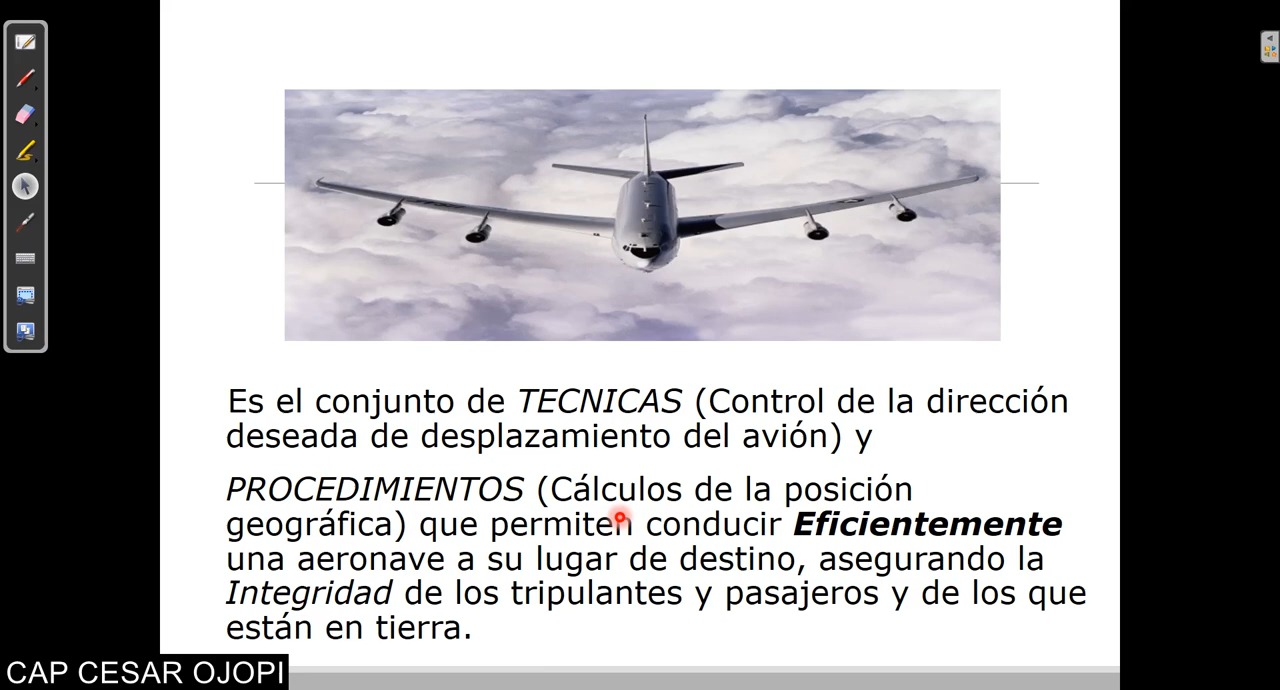 Es el conjunto de TECNICAS (Control de la dirección
deseada de desplazamiento del avión) y
PROCEDIMIENTOS (Cálculos de la posición
geográfica) que permiten conducir Eficientemente
una aeronave a su lugar de destino, asegurando la
Integridad de los tripulantes y pasajeros y de los que
están en tierra.
CAP CESAR OJOPI